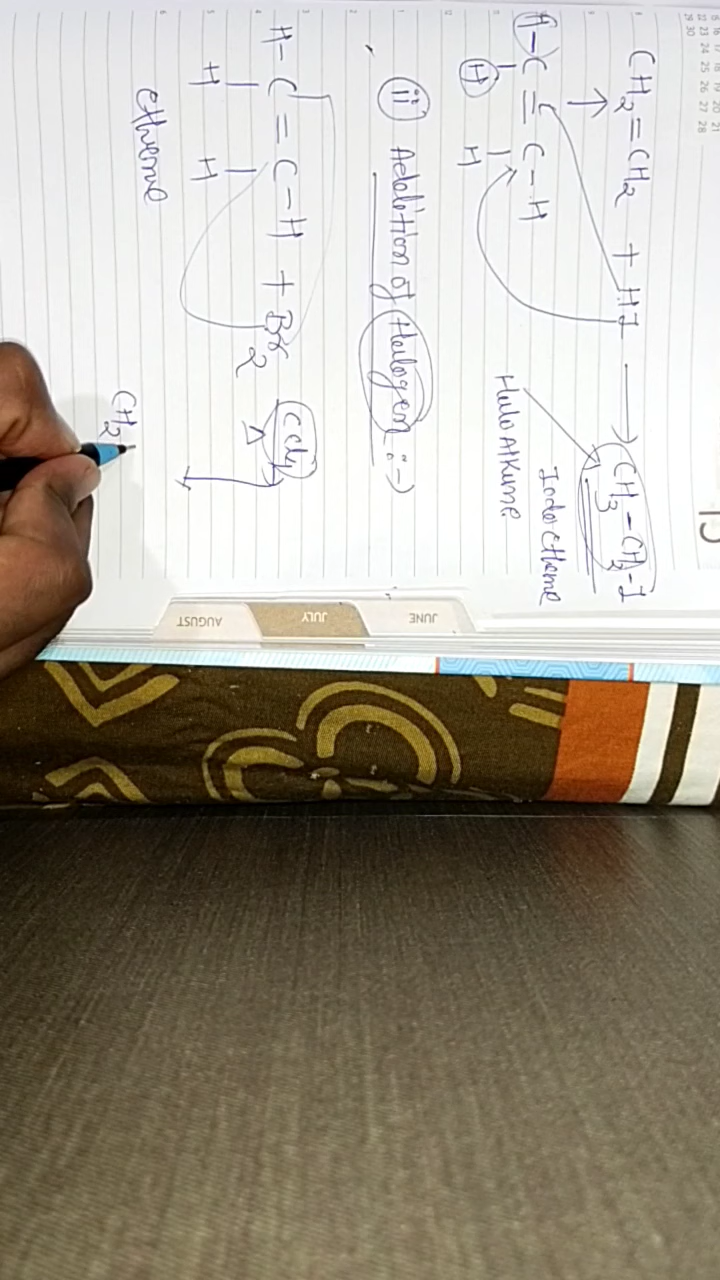 CH2=CH2 + HI → CH3-CH2-I
Iodo Ethane
Halo Alkane
H-C=C-H
H H
ii Addition of Halogen :-)
H-C=C-H + Br2 CCl4
H H Δ
ethene
CH2
JUNE
JULY
AUGUST